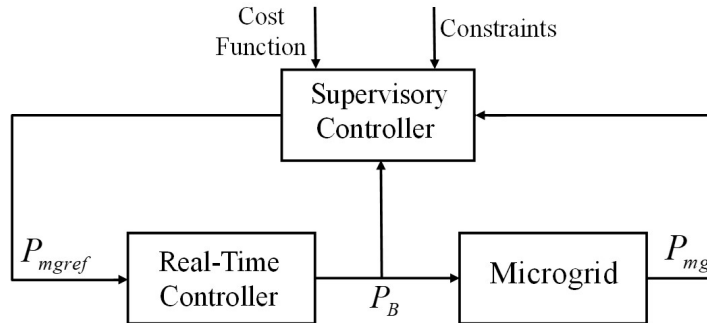 Cost
Function
Constraints
Supervisory
Controller
P_mgref
Real-Time
Controller
P_B
Microgrid
P_mg